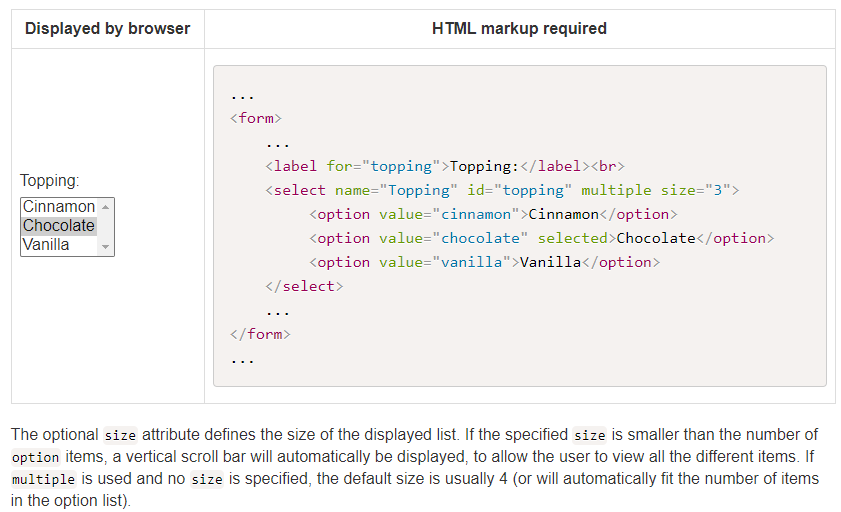 Displayed by browser
HTML markup required
Topping:
Cinnamon
Chocolate
Vanilla
...
<form>
...
<label for="topping">Topping:</label><br>
<select name="Topping" id="topping" multiple size="3">
<option value="cinnamon">Cinnamon</option>
<option value="chocolate" selected>Chocolate</option>
<option value="vanilla">Vanilla</option>
</select>
...
</form>
...
The optional size attribute defines the size of the displayed list. If the specified size is smaller than the number of
option items, a vertical scroll bar will automatically be displayed, to allow the user to view all the different items. If
multiple is used and no size is specified, the default size is usually 4 (or will automatically fit the number of items
in the option list).